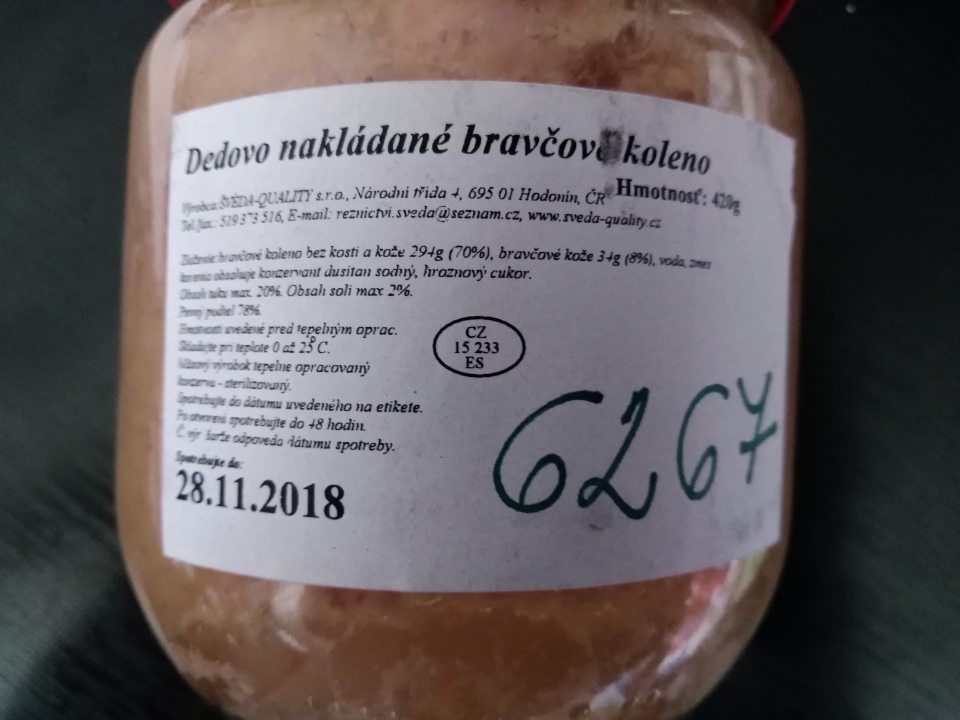 Dedovo nakládané bravčové koleno
Hmotnosť: 420g
Výrobca: ŠVÉDA-QUALITY s.r.o., Národní třída 4, 695 01 Hodonín, ČR
Tel./fax.: 519 373 516, E-mail: reznictvi.sveda@seznam.cz, www.sveda-quality.cz
Zloženie: bravčové koleno bez kosti a kože 294g (70%), bravčové kože 34g (8%), voda, zmes
korenia obsahuje konzervant dusitan sodný, hroznový cukor.
Obsah tuku max. 20%. Obsah soli max 2%.
Pevný podiel 78%.
Hmotnosti uvedené pred tepelným oprac.
Skladujte pri teplote 0 až 25°C.
výrobok tepelne opracovaný
konzerva - sterilizovaný.
Spotrebujte do dátumu uvedeného na etikete.
Po otvorení spotrebujte do 48 hodín.
Č. výr. šarže odpoveda dátumu spotreby.
Spotrebujte do:
28.11.2018
CZ
15 233
ES
6267